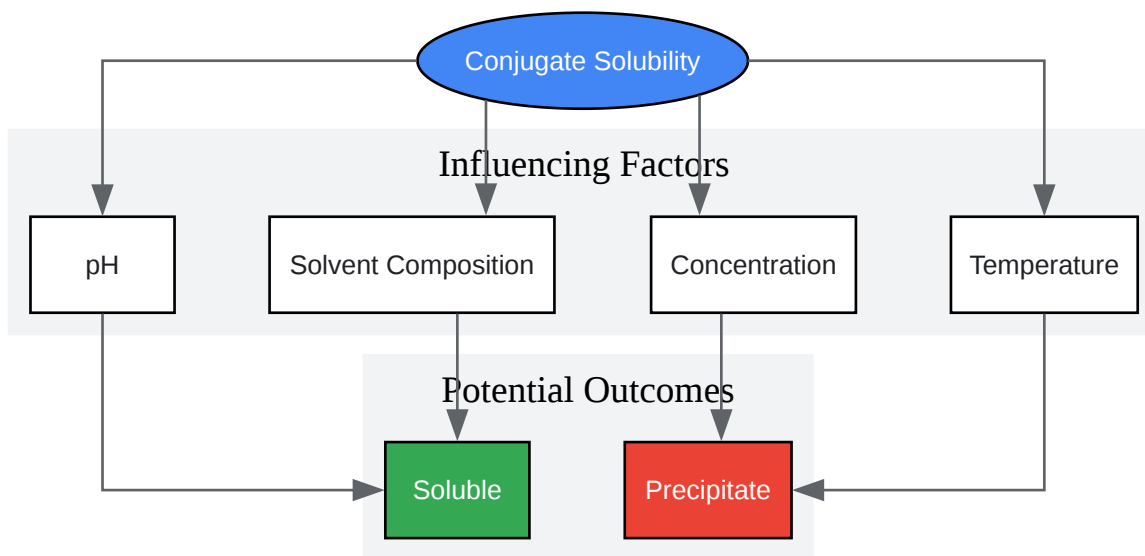 Conjugate Solubility
Influencing Factors
pH
Solvent Composition
Concentration
Temperature
Potential Outcomes
Soluble
Precipitate